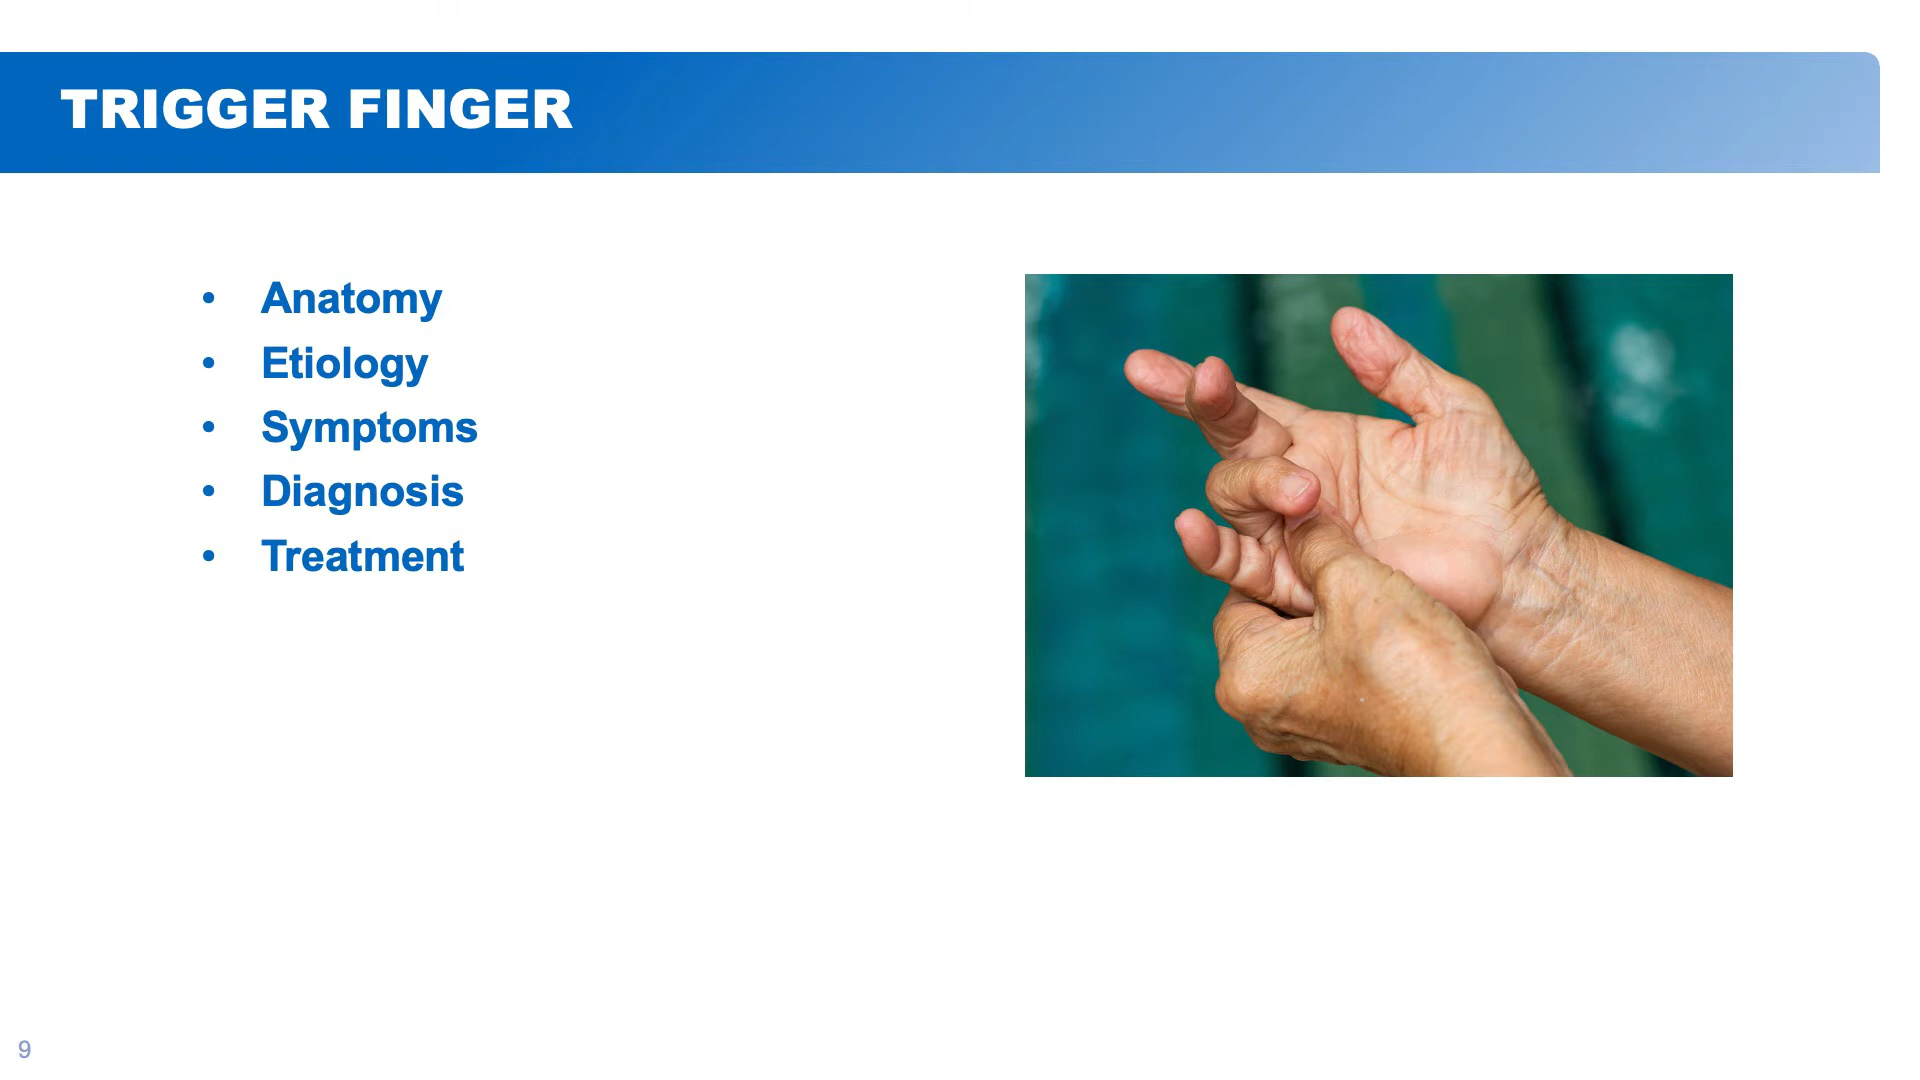 TRIGGER FINGER
• Anatomy
• Etiology
• Symptoms
• Diagnosis
• Treatment
9